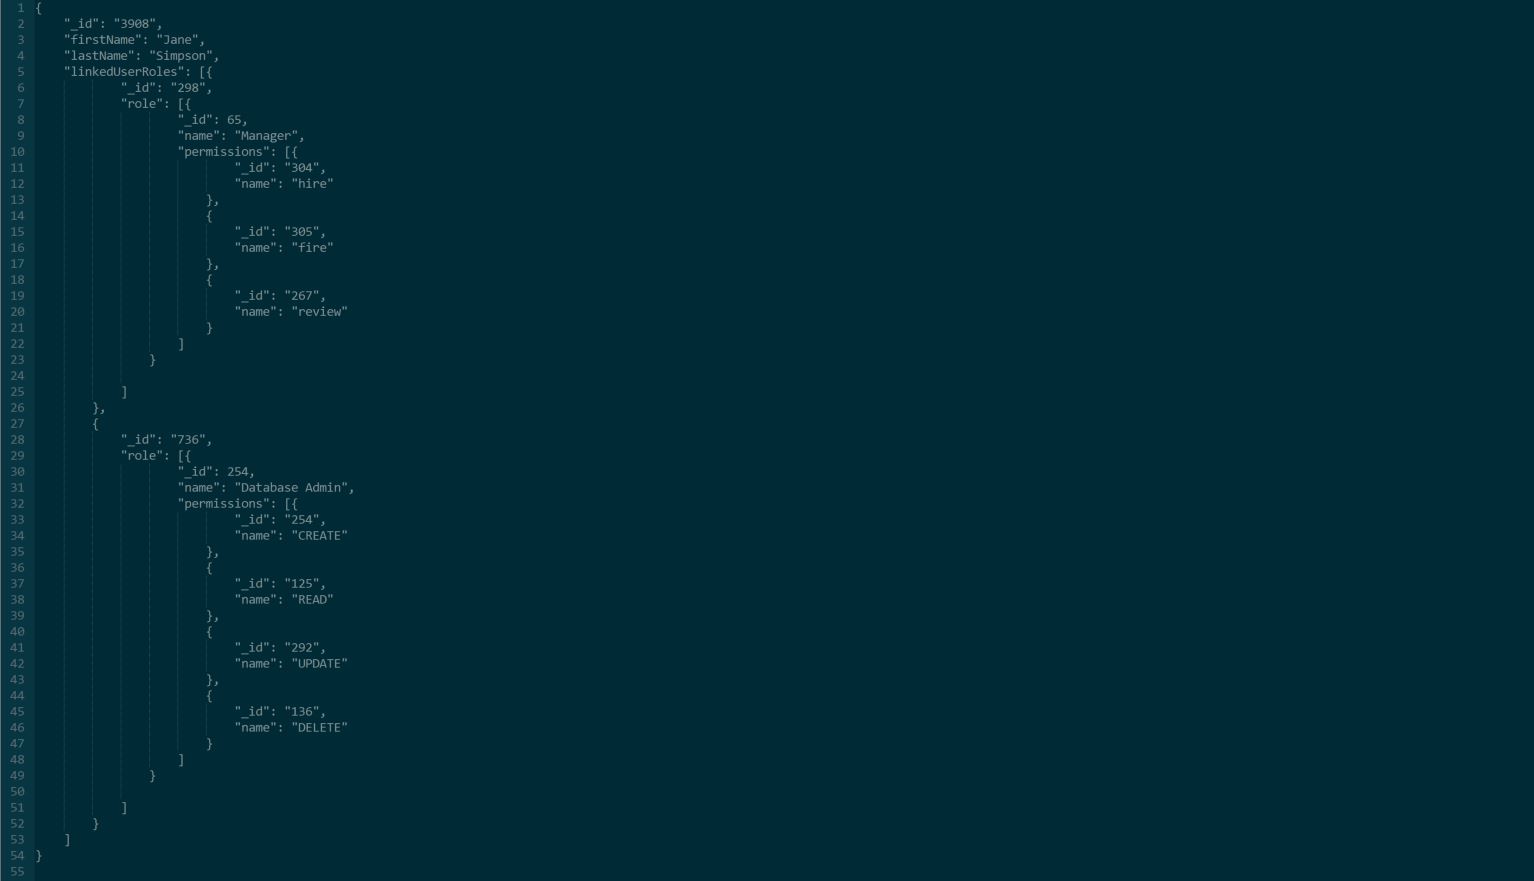 1 {
2     "_id": "3908",
3     "firstName": "Jane",
4     "lastName": "Simpson",
5     "linkedUserRoles": [{
6             "_id": "298",
7             "role": [{
8                     "_id": 65,
9                     "name": "Manager",
10                     "permissions": [{
11                             "_id": "304",
12                             "name": "hire"
13                         },
14                         {
15                             "_id": "305",
16                             "name": "fire"
17                         },
18                         {
19                             "_id": "267",
20                             "name": "review"
21                         }
22                     ]
23                 }
24
25             ]
26         },
27         {
28             "_id": "736",
29             "role": [{
30                     "_id": 254,
31                     "name": "Database Admin",
32                     "permissions": [{
33                             "_id": "254",
34                             "name": "CREATE"
35                         },
36                         {
37                             "_id": "125",
38                             "name": "READ"
39                         },
40                         {
41                             "_id": "292",
42                             "name": "UPDATE"
43                         },
44                         {
45                             "_id": "136",
46                             "name": "DELETE"
47                         }
48                     ]
49                 }
50
51             ]
52         }
53     ]
54 }
55